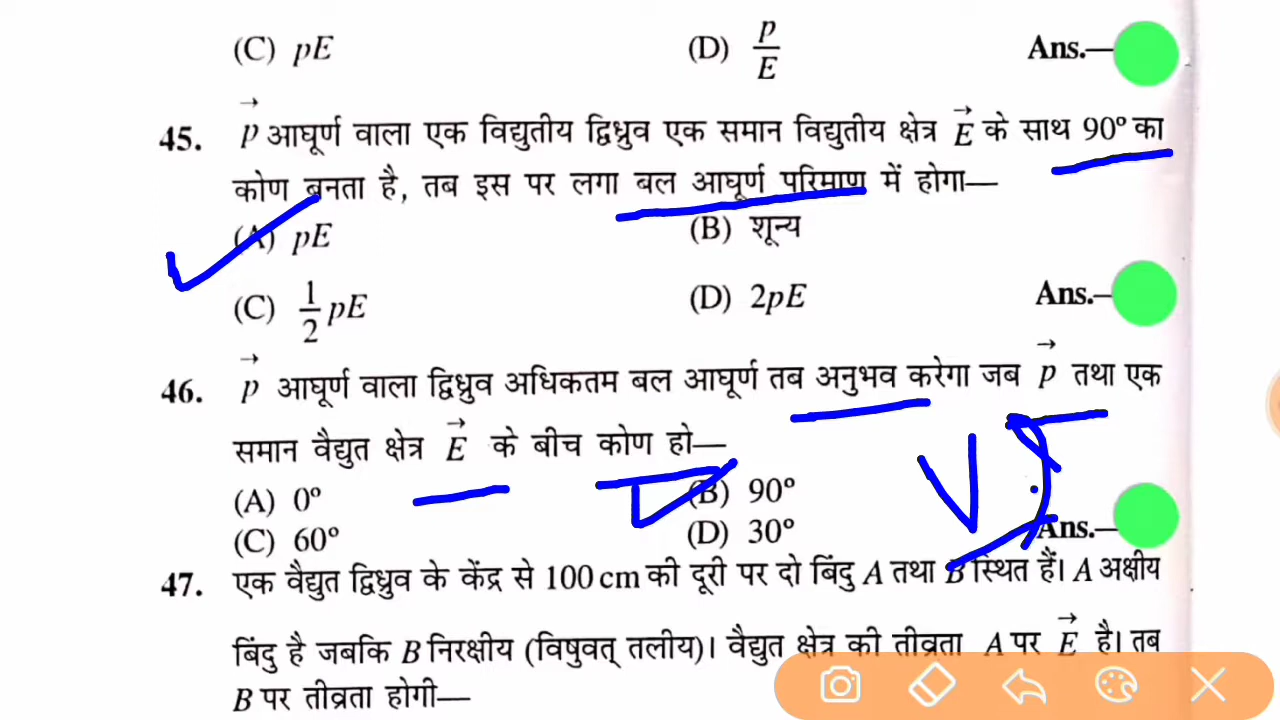 (C) pE (D) p/E Ans.—
45. p⃗ आघूर्ण वाला एक विद्युतीय द्विध्रुव एक समान विद्युतीय क्षेत्र E⃗ के साथ 90° का
कोण बनता है, तब इस पर लगा बल आघूर्ण परिमाण में होगा—
(A) pE (B) शून्य
(C) 1/2 pE (D) 2pE Ans.–
46. p⃗ आघूर्ण वाला द्विध्रुव अधिकतम बल आघूर्ण तब अनुभव करेगा जब p⃗ तथा एक
समान वैद्युत क्षेत्र E⃗ के बीच कोण हो—
(A) 0° (B) 90°
(C) 60° (D) 30° Ans.—
47. एक वैद्युत द्विध्रुव के केंद्र से 100 cm की दूरी पर दो बिंदु A तथा B स्थित हैं। A अक्षीय
बिंदु है जबकि B निरक्षीय (विषुवत् तलीय)। वैद्युत क्षेत्र की तीव्रता A पर E⃗ है। तब
B पर तीव्रता होगी—